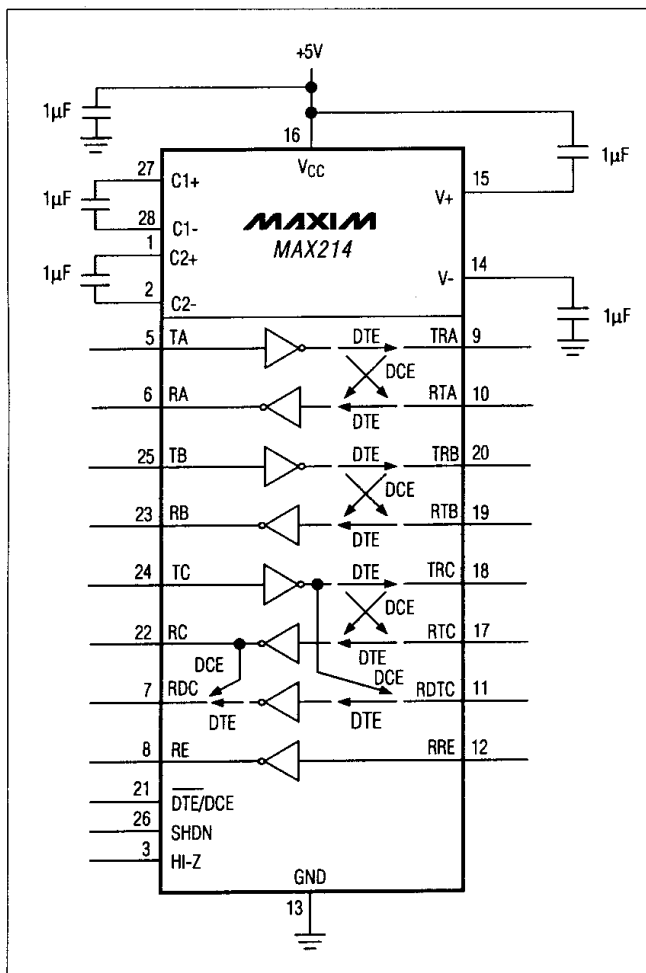 +5V
1µF
16
VCC
1µF
27
C1+
15
V+
1µF
28
C1-
MAXIM
MAX214
1
C2+
14
V-
1µF
2
C2-
1µF
5 TA DTE TRA 9
DCE
6 RA RTA 10
DTE
25 TB DTE TRB 20
DCE
23 RB RTB 19
DTE
24 TC DTE TRC 18
DCE
22 RC RTC 17
DTE
DCE DCE
7 RDC RDTC 11
DTE DTE
8 RE RRE 12
21 DTE/DCE
26 SHDN
3 HI-Z
GND
13